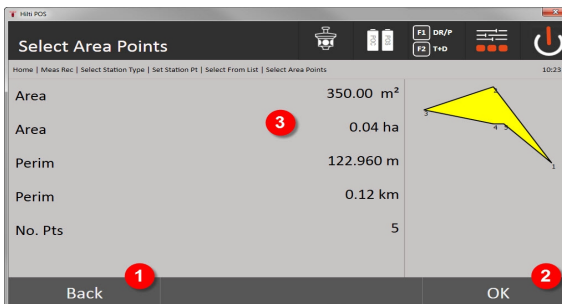 Hilti POS
Select Area Points
POC
POS
F1 DR/P
F2 T+D
Home | Meas Rec | Select Station Type | Set Station Pt | Select From List | Select Area Points
10:23
Area 350.00 m²
Area 0.04 ha
3
Perim 122.960 m
Perim 0.12 km
No. Pts 5
2
3
4 5
1
1
2
Back
OK